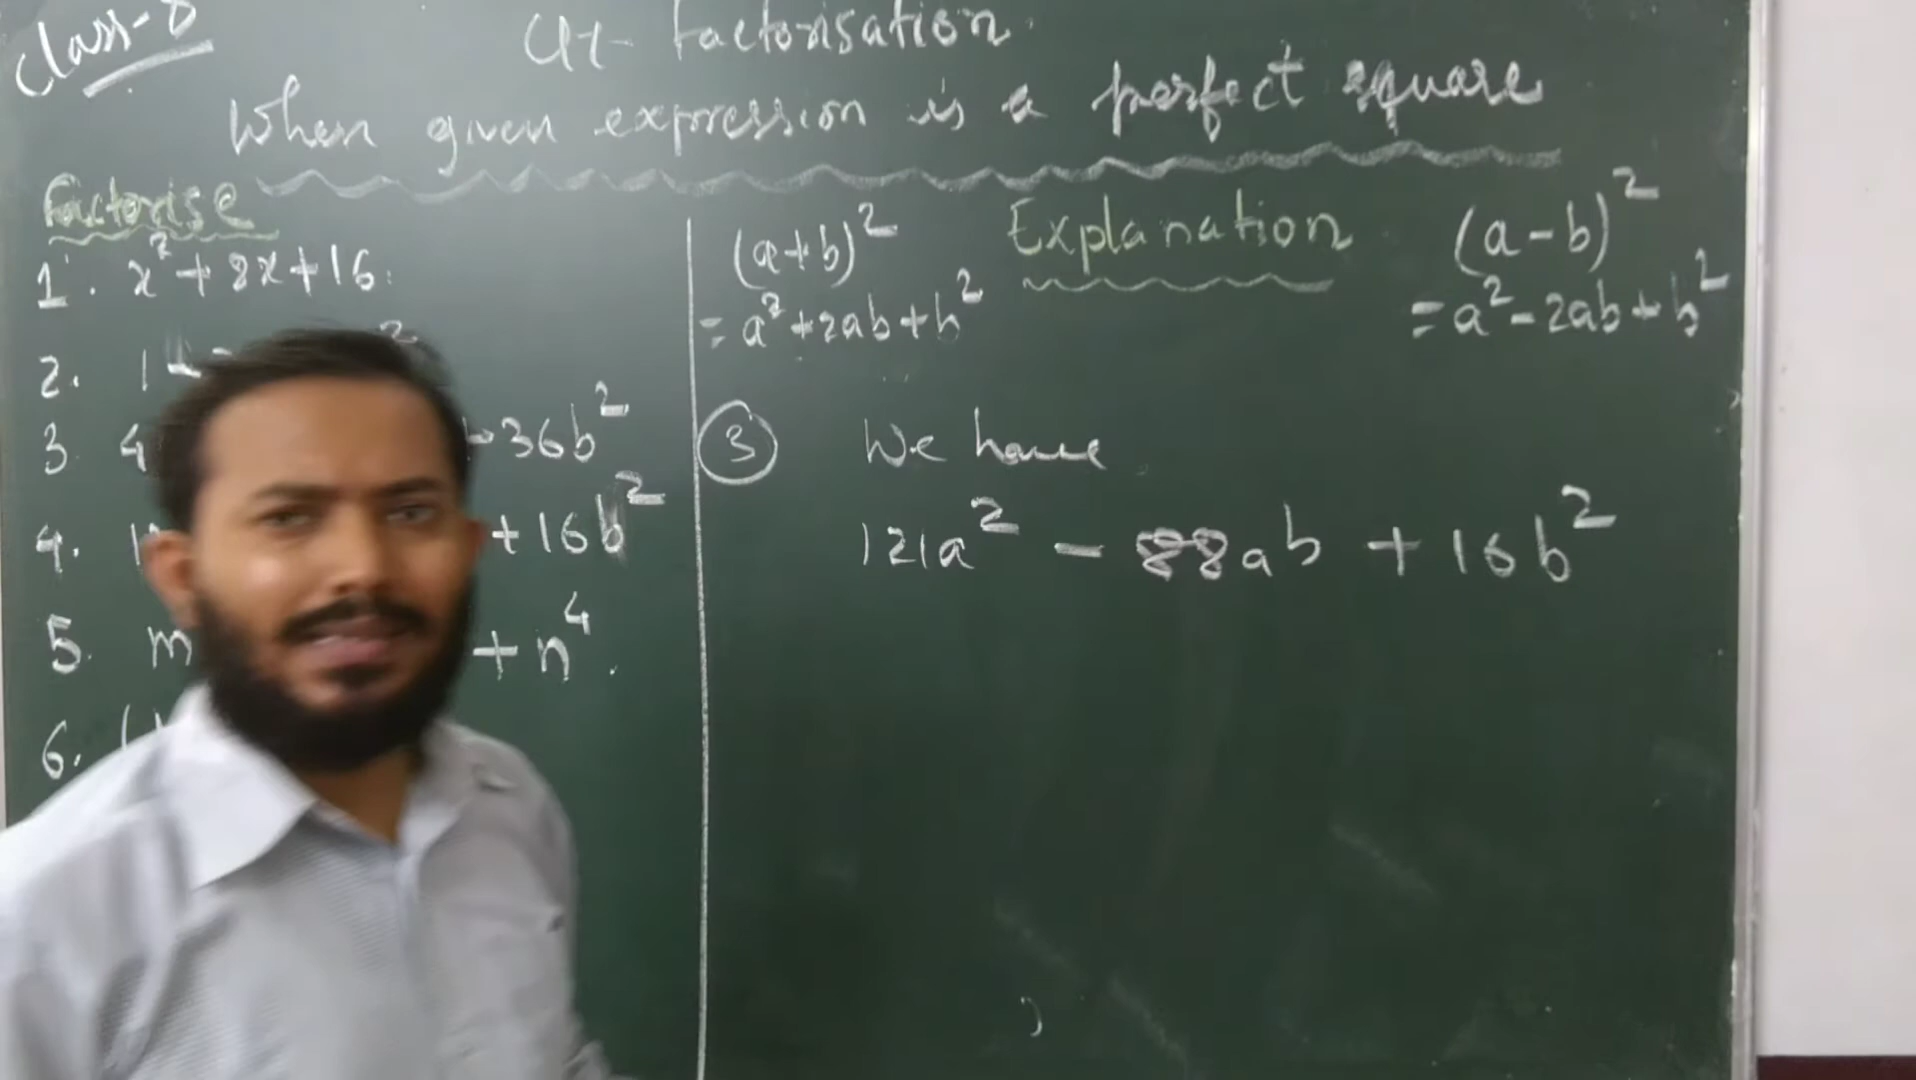 Class-8
Factorisation
When given expression is a perfect square
Factorise
1. x² + 8x + 16.
2. 1
3 4 + 36b²
4. + 16b²
5. m + n⁴.
6. (
(a+b)²
= a² + 2ab + b²
Explanation
(a-b)²
= a² - 2ab + b²
3 We have
121a² - 88ab + 16b²